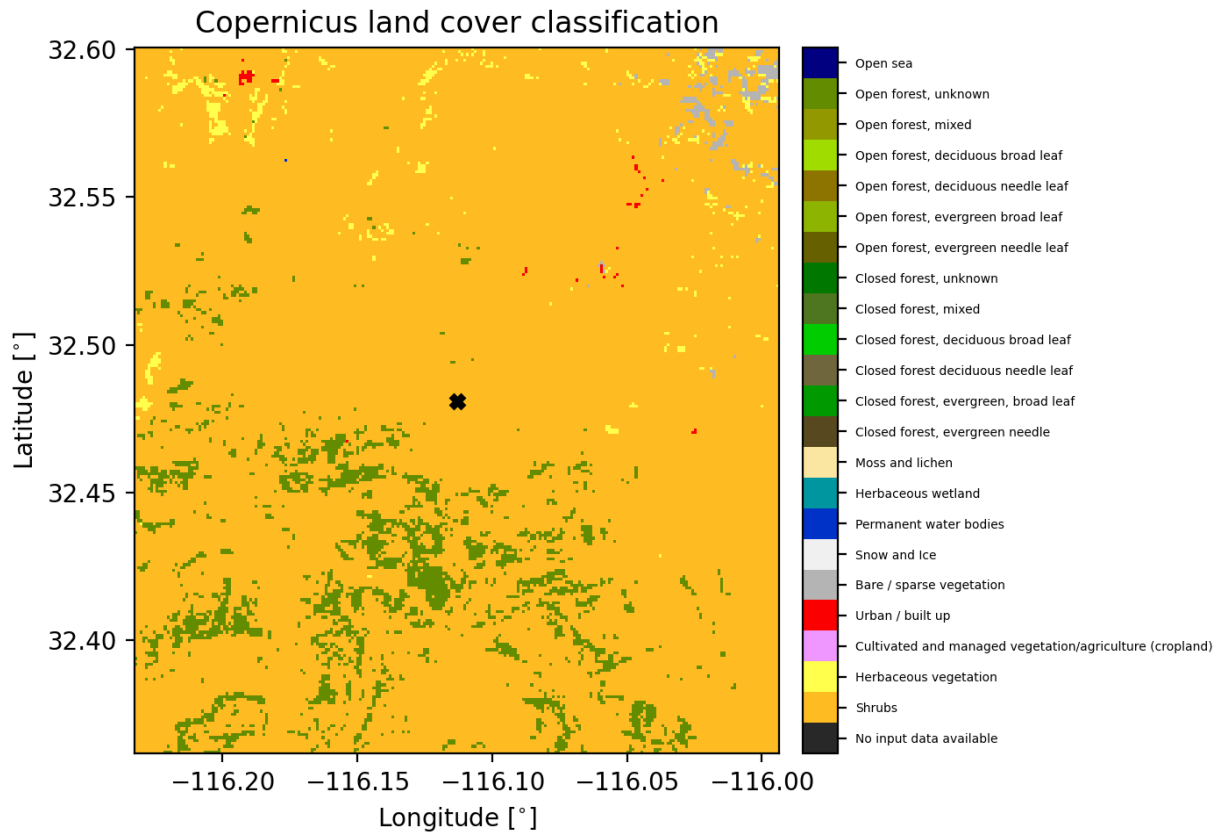 Copernicus land cover classification
32.60
32.55
32.50
32.45
32.40
Latitude [°]
−116.20
−116.15
−116.10
−116.05
−116.00
Longitude [°]
Open sea
Open forest, unknown
Open forest, mixed
Open forest, deciduous broad leaf
Open forest, deciduous needle leaf
Open forest, evergreen broad leaf
Open forest, evergreen needle leaf
Closed forest, unknown
Closed forest, mixed
Closed forest, deciduous broad leaf
Closed forest deciduous needle leaf
Closed forest, evergreen, broad leaf
Closed forest, evergreen needle
Moss and lichen
Herbaceous wetland
Permanent water bodies
Snow and Ice
Bare / sparse vegetation
Urban / built up
Cultivated and managed vegetation/agriculture (cropland)
Herbaceous vegetation
Shrubs
No input data available